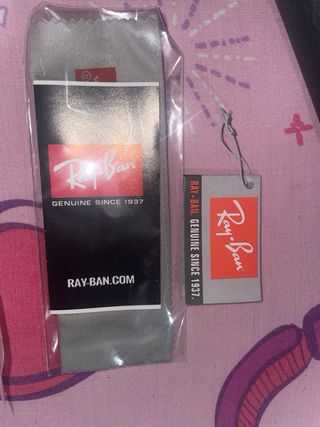 Ray-Ban
GENUINE SINCE 1937
RAY-BAN.COM
RAY-BAN. GENUINE SINCE 1937.
Ray-Ban